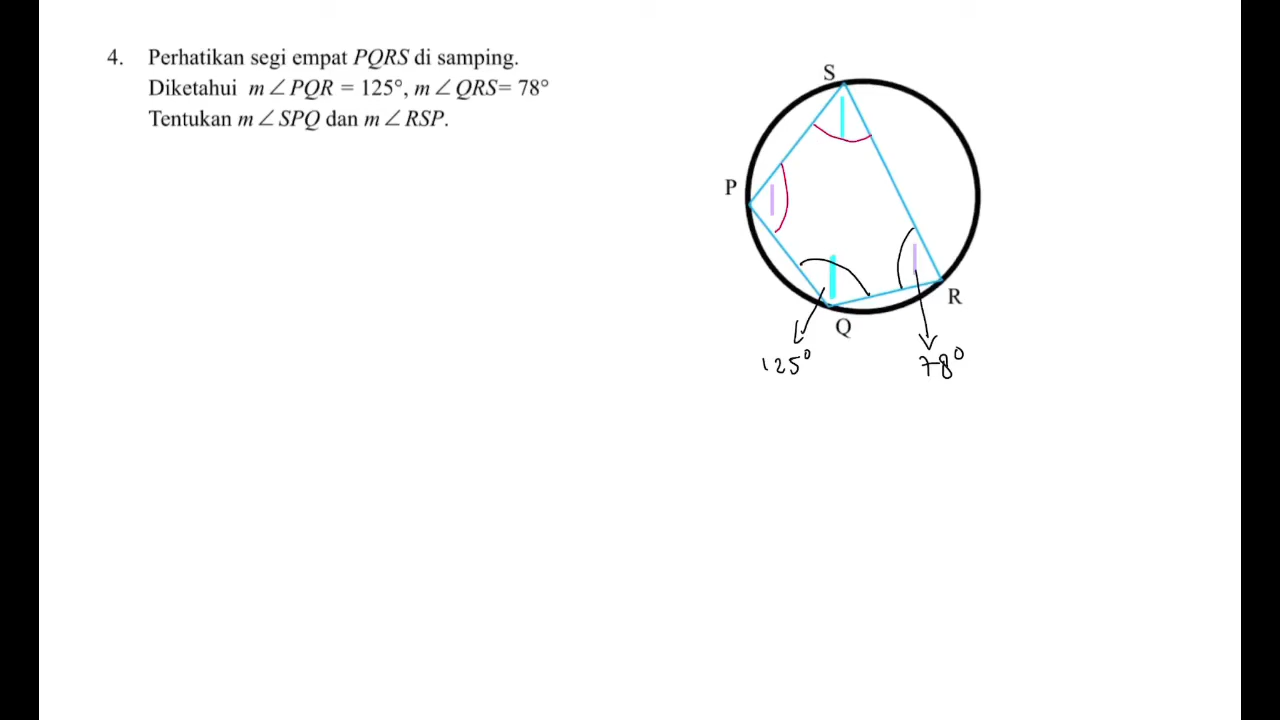 4. Perhatikan segi empat PQRS di samping.
Diketahui m∠PQR = 125°, m∠QRS= 78°
Tentukan m∠SPQ dan m∠RSP.
S
P
R
Q
125°
78°